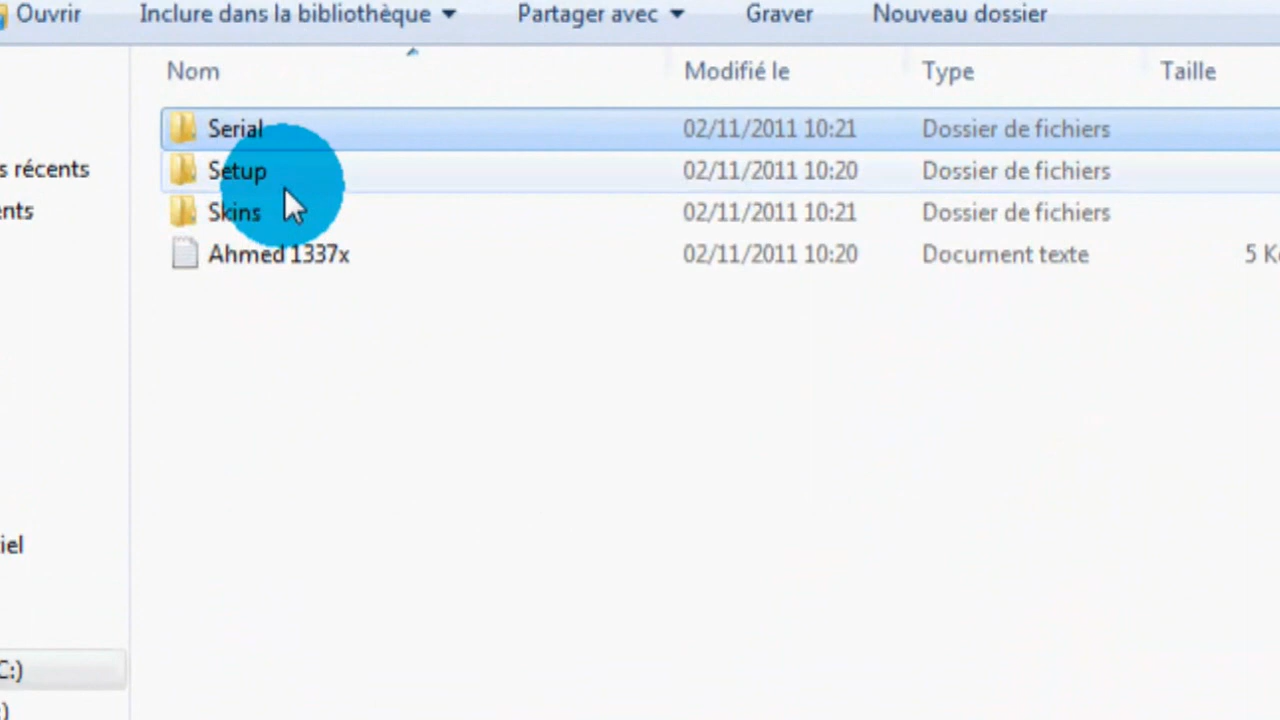 Ouvrir Inclure dans la bibliothèque Partager avec Graver Nouveau dossier
Nom Modifié le Type Taille
Serial 02/11/2011 10:21 Dossier de fichiers
s récents Setup 02/11/2011 10:20 Dossier de fichiers
nts Skins 02/11/2011 10:21 Dossier de fichiers
Ahmed 1337x 02/11/2011 10:20 Document texte 5 K
iel
C:)
:)